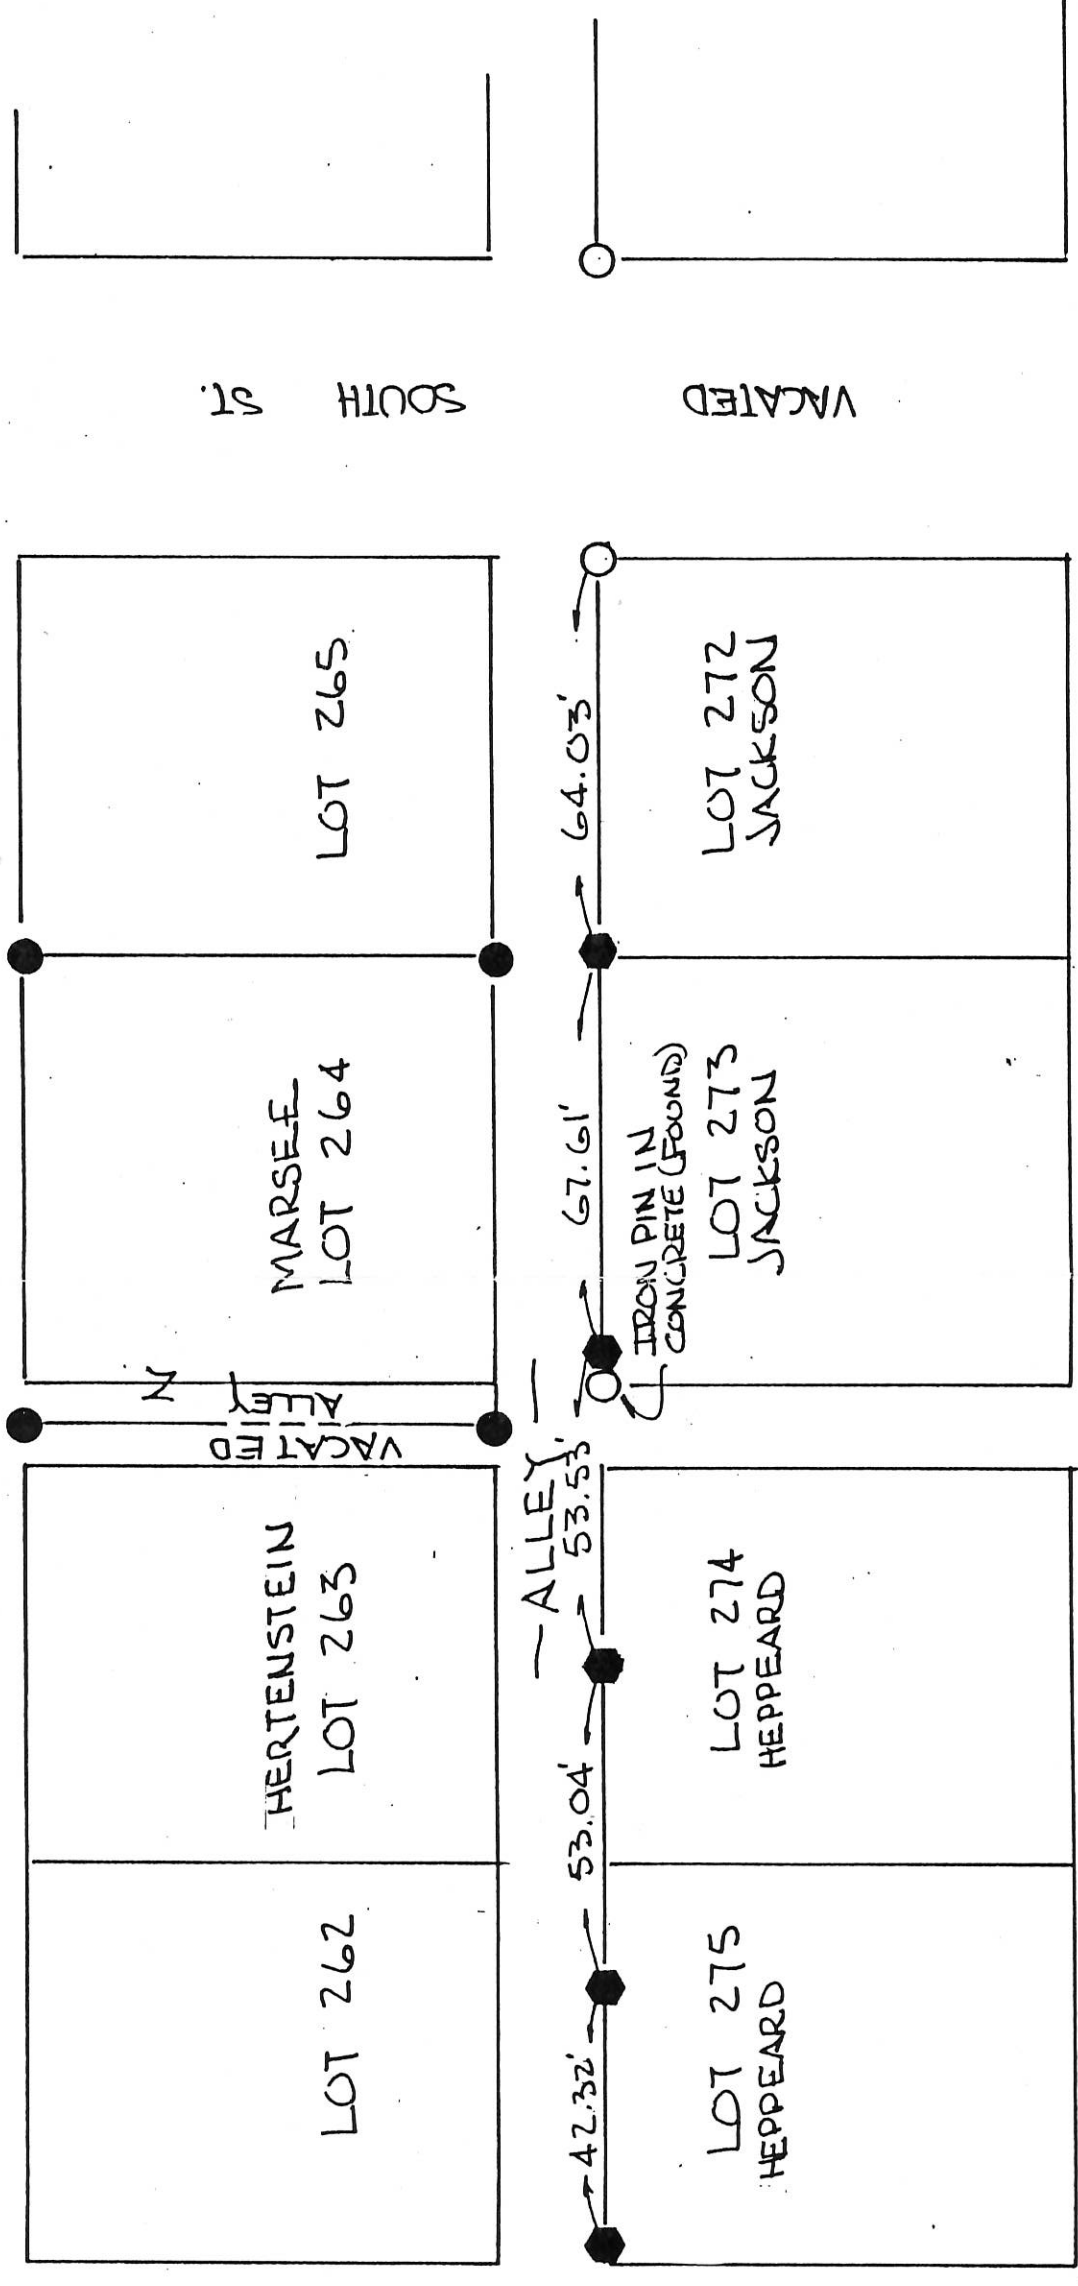 LOT 262
HERTENSTEIN
LOT 263
VACATED
ALLEY
N
MARSEE
LOT 264
LOT 265
SOUTH ST.
VACATED
— ALLEY —
42.32'
53.04'
53.53'
67.61'
64.03'
IRON PIN IN
CONCRETE (FOUND)
LOT 275
HEPPEARD
LOT 274
HEPPEARD
LOT 273
JACKSON
LOT 272
JACKSON